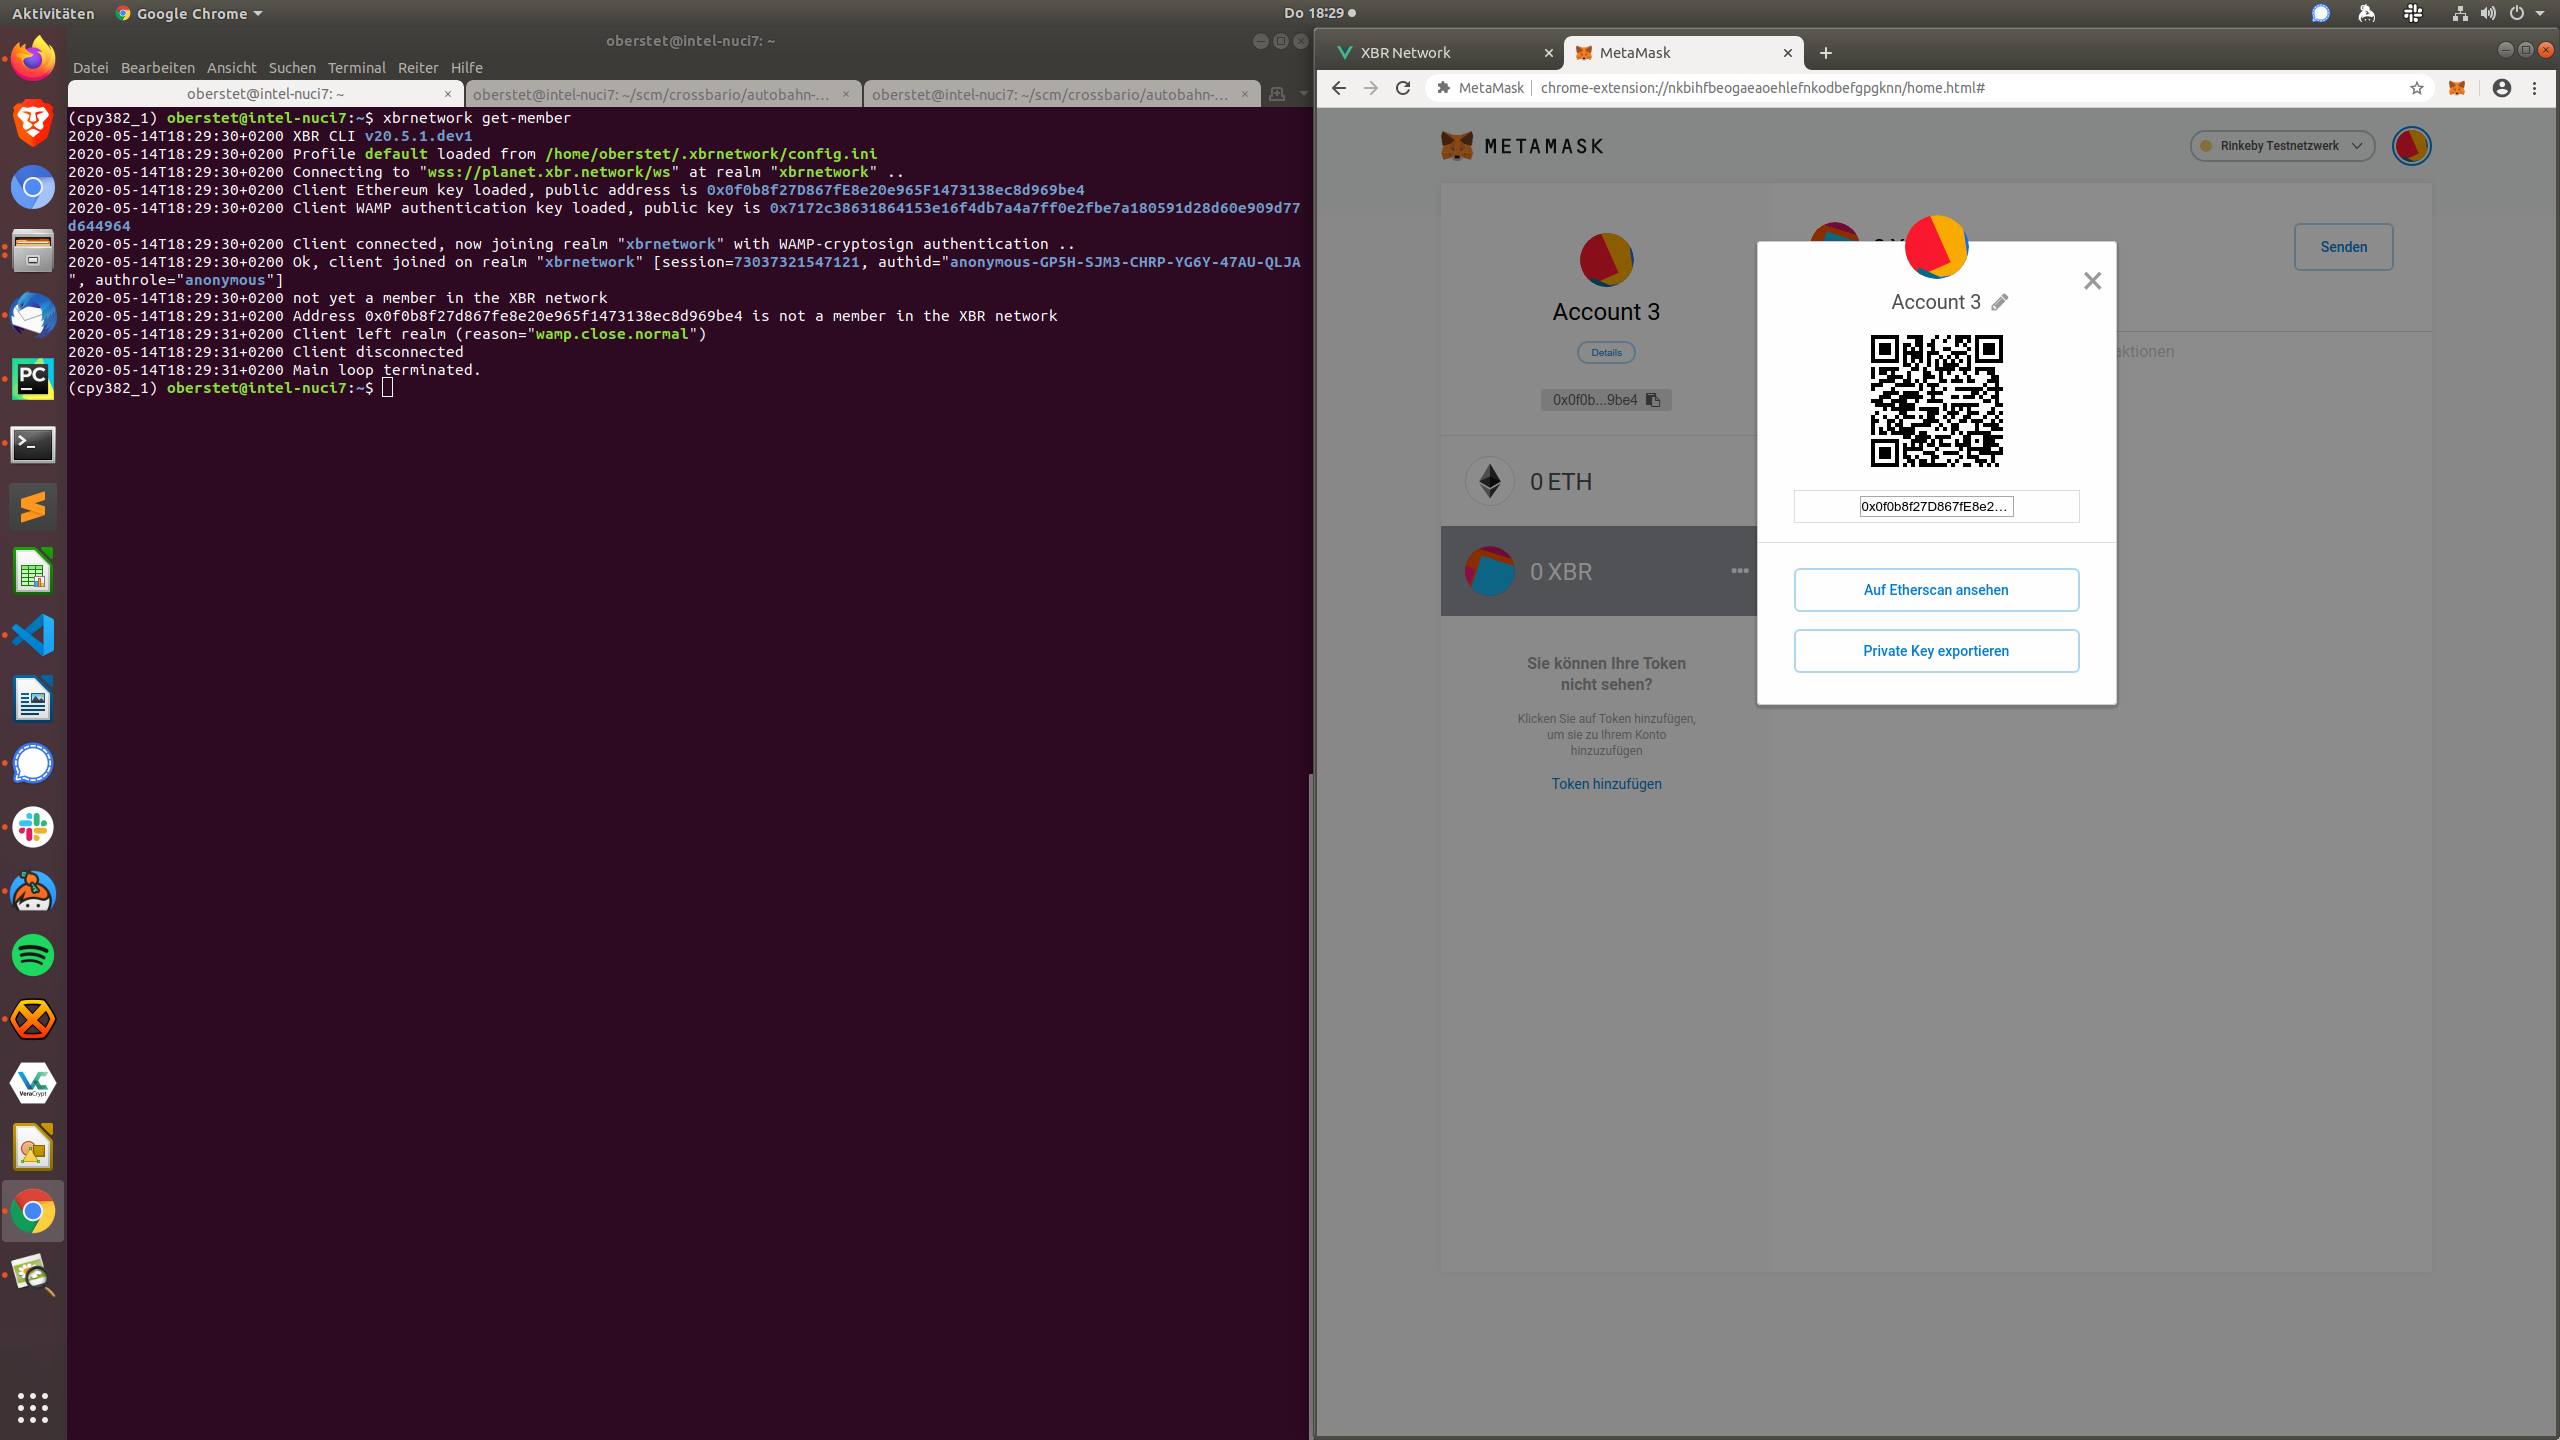 Aktivitäten
Google Chrome
Do 18:29
oberstet@intel-nuci7: ~
Datei Bearbeiten Ansicht Suchen Terminal Reiter Hilfe
oberstet@intel-nuci7: ~
oberstet@intel-nuci7: ~/scm/crossbario/autobahn-...
oberstet@intel-nuci7: ~/scm/crossbario/autobahn-...
(cpy382_1) oberstet@intel-nuci7:~$ xbrnetwork get-member
2020-05-14T18:29:30+0200 XBR CLI v20.5.1.dev1
2020-05-14T18:29:30+0200 Profile default loaded from /home/oberstet/.xbrnetwork/config.ini
2020-05-14T18:29:30+0200 Connecting to "wss://planet.xbr.network/ws" at realm "xbrnetwork" ..
2020-05-14T18:29:30+0200 Client Ethereum key loaded, public address is 0x0f0b8f27D867fE8e20e965F1473138ec8d969be4
2020-05-14T18:29:30+0200 Client WAMP authentication key loaded, public key is 0x7172c38631864153e16f4db7a4a7ff0e2fbe7a180591d28d60e909d77
d644964
2020-05-14T18:29:30+0200 Client connected, now joining realm "xbrnetwork" with WAMP-cryptosign authentication ..
2020-05-14T18:29:30+0200 Ok, client joined on realm "xbrnetwork" [session=73037321547121, authid="anonymous-GP5H-SJM3-CHRP-YG6Y-47AU-QLJA
", authrole="anonymous"]
2020-05-14T18:29:30+0200 not yet a member in the XBR network
2020-05-14T18:29:31+0200 Address 0x0f0b8f27d867fe8e20e965f1473138ec8d969be4 is not a member in the XBR network
2020-05-14T18:29:31+0200 Client left realm (reason="wamp.close.normal")
2020-05-14T18:29:31+0200 Client disconnected
2020-05-14T18:29:31+0200 Main loop terminated.
(cpy382_1) oberstet@intel-nuci7:~$
PC
VC
VeraCrypt
XBR Network
MetaMask
MetaMask
chrome-extension://nkbihfbeogaeaoehlefnkodbefgpgknn/home.html#
METAMASK
Rinkeby Testnetzwerk
Account 3
Details
0x0f0b...9be4
0 ETH
0 XBR
Sie können Ihre Token
nicht sehen?
Klicken Sie auf Token hinzufügen,
um sie zu Ihrem Konto
hinzuzufügen
Token hinzufügen
Senden
aktionen
Account 3
0x0f0b8f27D867fE8e2...
Auf Etherscan ansehen
Private Key exportieren